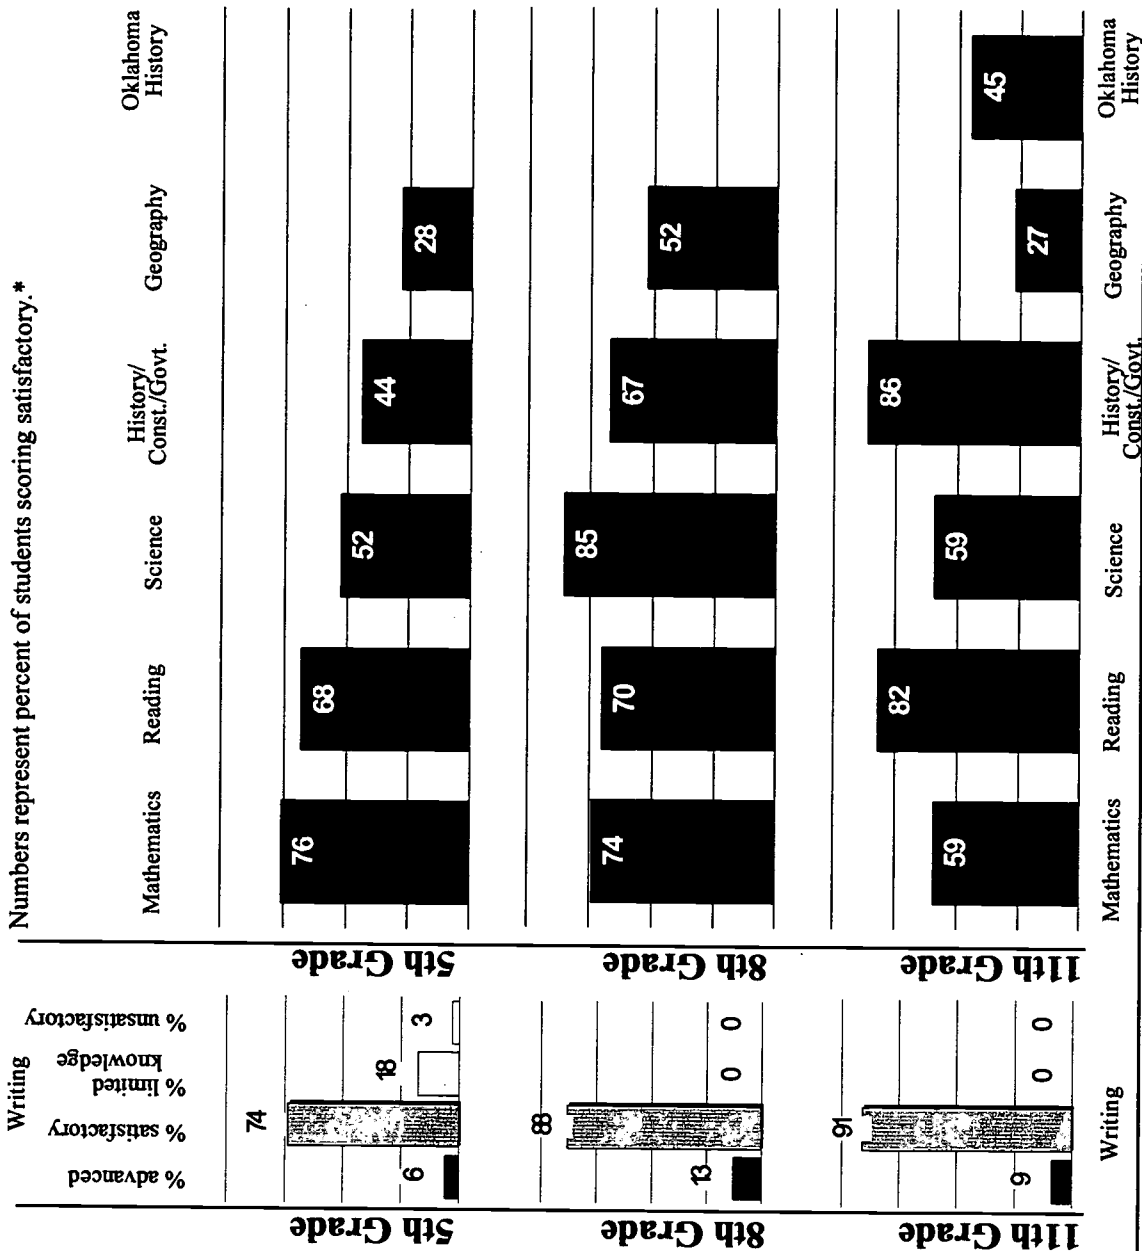 Numbers represent percent of students scoring satisfactory.*
Writing
% advanced
% satisfactory
% limited
knowledge
% unsatisfactory
Mathematics
Reading
Science
History/
Const./Govt.
Geography
Oklahoma
History
5th Grade
6
74
18
3
5th Grade
76
68
52
44
28
8th Grade
13
88
0
0
8th Grade
74
70
85
67
52
11th Grade
9
91
0
0
11th Grade
59
82
59
86
27
45
Writing
Mathematics
Reading
Science
History/
Const./Govt.
Geography
Oklahoma
History